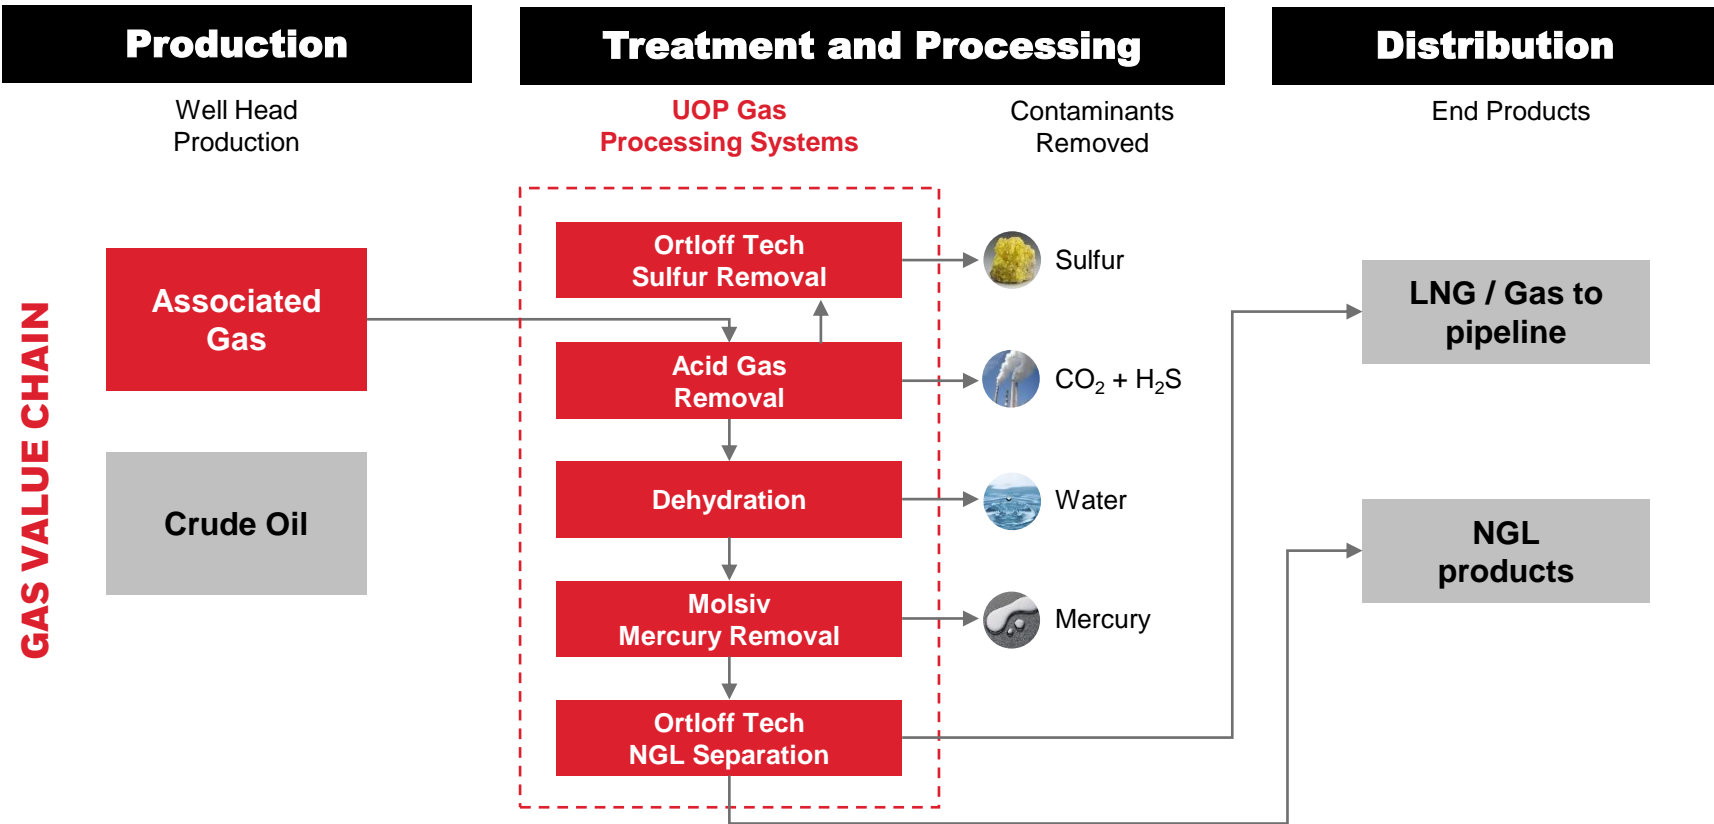 Production
Treatment and Processing
Distribution
Well Head
Production
UOP Gas
Processing Systems
Contaminants
Removed
End Products
GAS VALUE CHAIN
Associated
Gas
Crude Oil
Ortloff Tech
Sulfur Removal
Acid Gas
Removal
Dehydration
Molsiv
Mercury Removal
Ortloff Tech
NGL Separation
Sulfur
CO₂ + H₂S
Water
Mercury
LNG / Gas to
pipeline
NGL
products